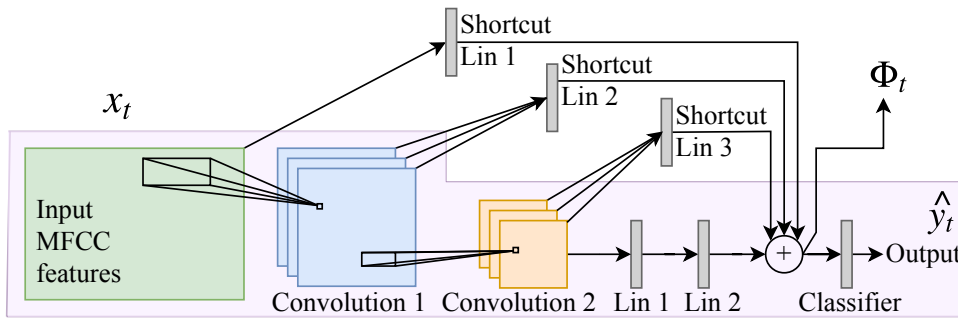 Shortcut
Lin 1
Shortcut
Lin 2
Shortcut
Lin 3
x_t
Φ_t
Input
MFCC
features
ŷ_t
+
Output
Convolution 1
Convolution 2
Lin 1
Lin 2
Classifier